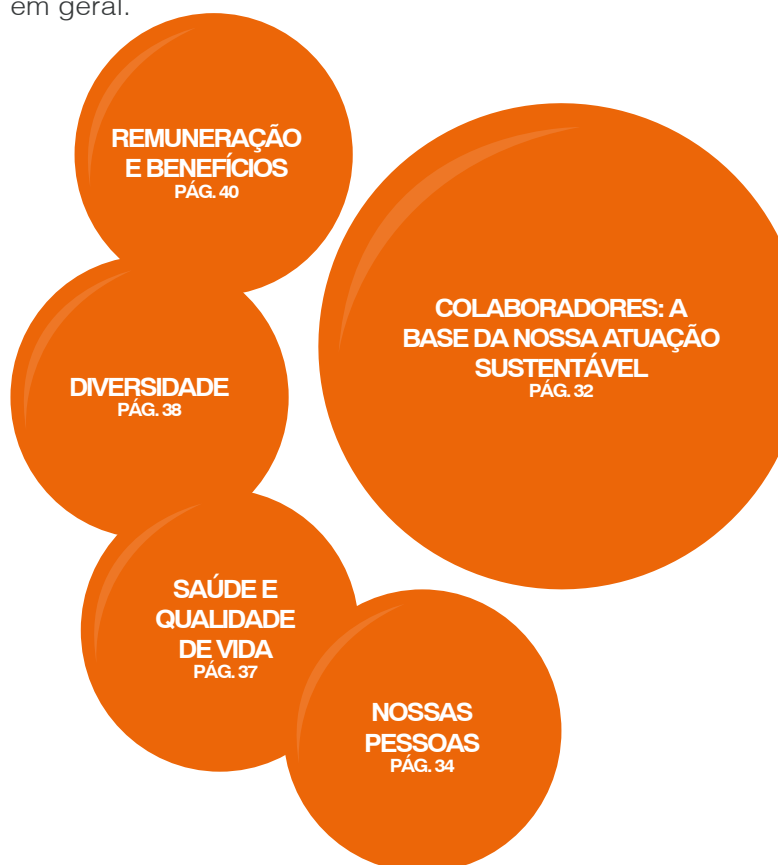 em geral.
REMUNERAÇÃO
E BENEFÍCIOS
PÁG. 40
COLABORADORES: A
BASE DA NOSSA ATUAÇÃO
SUSTENTÁVEL
PÁG. 32
DIVERSIDADE
PÁG. 38
SAÚDE E
QUALIDADE
DE VIDA
PÁG. 37
NOSSAS
PESSOAS
PÁG. 34